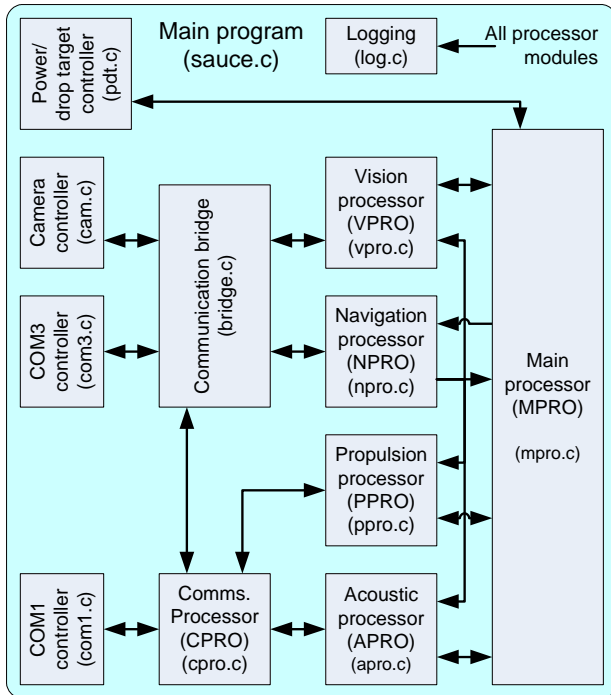 Main program
(sauce.c)
Power/
drop target
controller
(pdt.c)
Logging
(log.c)
All processor
modules
Camera
controller
(cam.c)
Communication bridge
(bridge.c)
Vision
processor
(VPRO)
(vpro.c)
COM3
controller
(com3.c)
Navigation
processor
(NPRO)
(npro.c)
Main
processor
(MPRO)
(mpro.c)
Propulsion
processor
(PPRO)
(ppro.c)
COM1
controller
(com1.c)
Comms.
Processor
(CPRO)
(cpro.c)
Acoustic
processor
(APRO)
(apro.c)